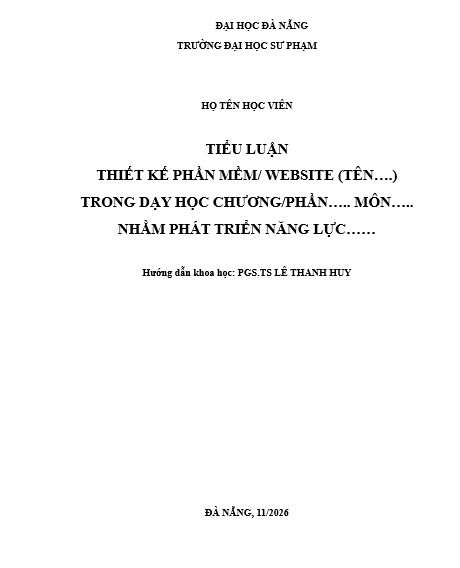 ĐẠI HỌC ĐÀ NẴNG
TRƯỜNG ĐẠI HỌC SƯ PHẠM
HỌ TÊN HỌC VIÊN
TIỂU LUẬN
THIẾT KẾ PHẦN MỀM/ WEBSITE (TÊN….)
TRONG DẠY HỌC CHƯƠNG/PHẦN….. MÔN…..
NHẰM PHÁT TRIỂN NĂNG LỰC……
Hướng dẫn khoa học: PGS.TS LÊ THANH HUY
ĐÀ NẴNG, 11/2026